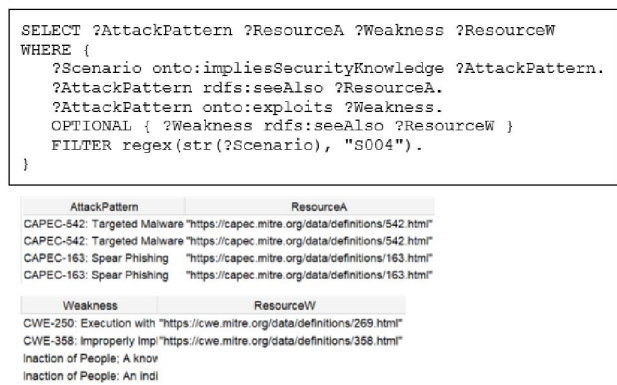 SELECT ?AttackPattern ?ResourceA ?Weakness ?ResourceW
WHERE {
?Scenario onto:impliesSecurityKnowledge ?AttackPattern.
?AttackPattern rdfs:seeAlso ?ResourceA.
?AttackPattern onto:exploits ?Weakness.
OPTIONAL { ?Weakness rdfs:seeAlso ?ResourceW }
FILTER regex(str(?Scenario), "S004").
}
AttackPattern ResourceA
CAPEC-542: Targeted Malware "https://capec.mitre.org/data/definitions/542.html"
CAPEC-542: Targeted Malware "https://capec.mitre.org/data/definitions/542.html"
CAPEC-163: Spear Phishing "https://capec.mitre.org/data/definitions/163.html"
CAPEC-163: Spear Phishing "https://capec.mitre.org/data/definitions/163.html"
Weakness ResourceW
CWE-250: Execution with "https://cwe.mitre.org/data/definitions/269.html"
CWE-358: Improperly Impl "https://cwe.mitre.org/data/definitions/358.html"
Inaction of People; A know
Inaction of People: An indi